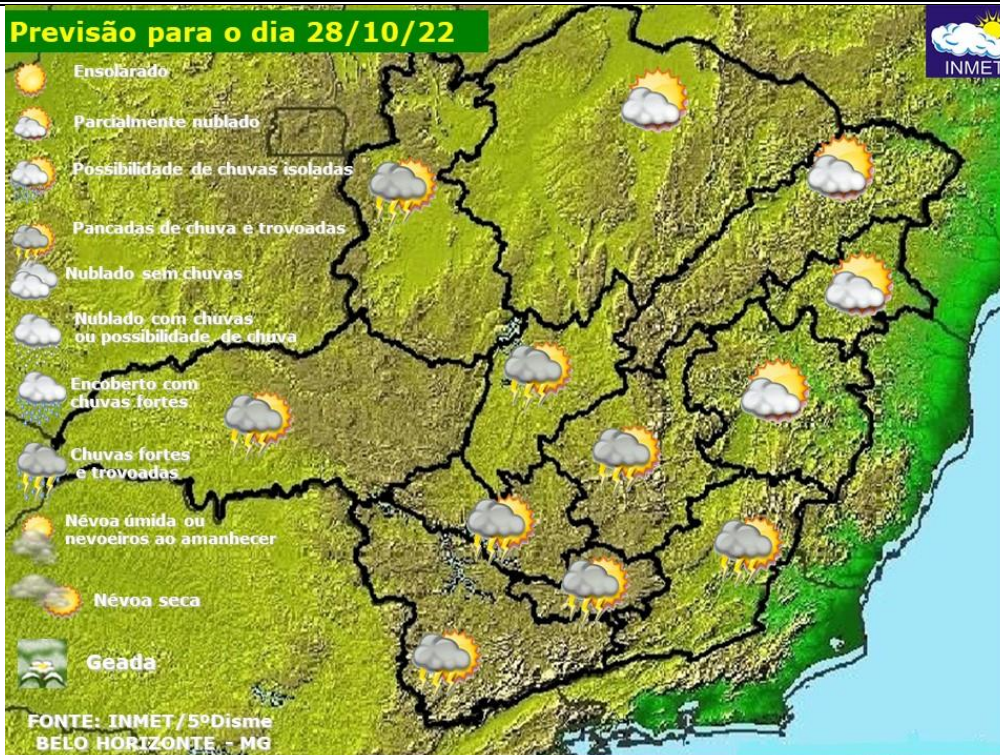 Previsão para o dia 28/10/22
INMET
Ensolarado
Parcialmente nublado
Possibilidade de chuvas isoladas
Pancadas de chuva e trovoadas
Nublado sem chuvas
Nublado com chuvas
ou possibilidade de chuva
Encoberto com
chuvas fortes
Chuvas fortes
e trovoadas
Névoa úmida ou
nevoeiros ao amanhecer
Névoa seca
Geada
FONTE: INMET/5ºDisme
BELO HORIZONTE - MG